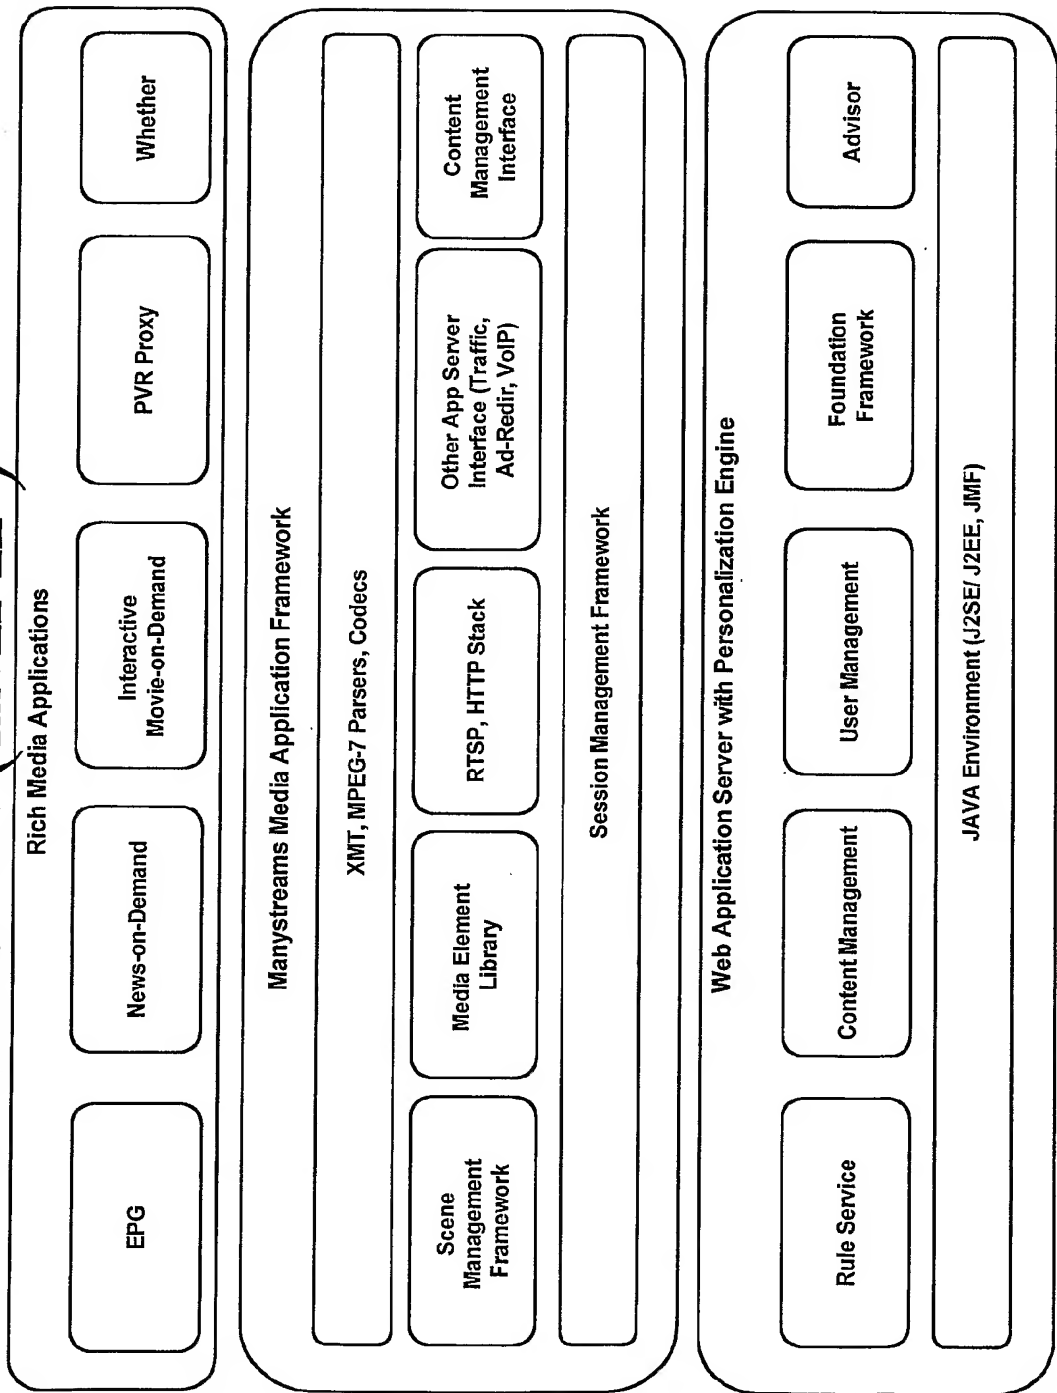 Rich Media Applications
EPG
News-on-Demand
Interactive
Movie-on-Demand
PVR Proxy
Whether
Manystreams Media Application Framework
XMT, MPEG-7 Parsers, Codecs
Scene
Management
Framework
Media Element
Library
RTSP, HTTP Stack
Other App Server
Interface (Traffic,
Ad-Redir, VoIP)
Content
Management
Interface
Session Management Framework
Web Application Server with Personalization Engine
Rule Service
Content Management
User Management
Foundation
Framework
Advisor
JAVA Environment (J2SE/ J2EE, JMF)